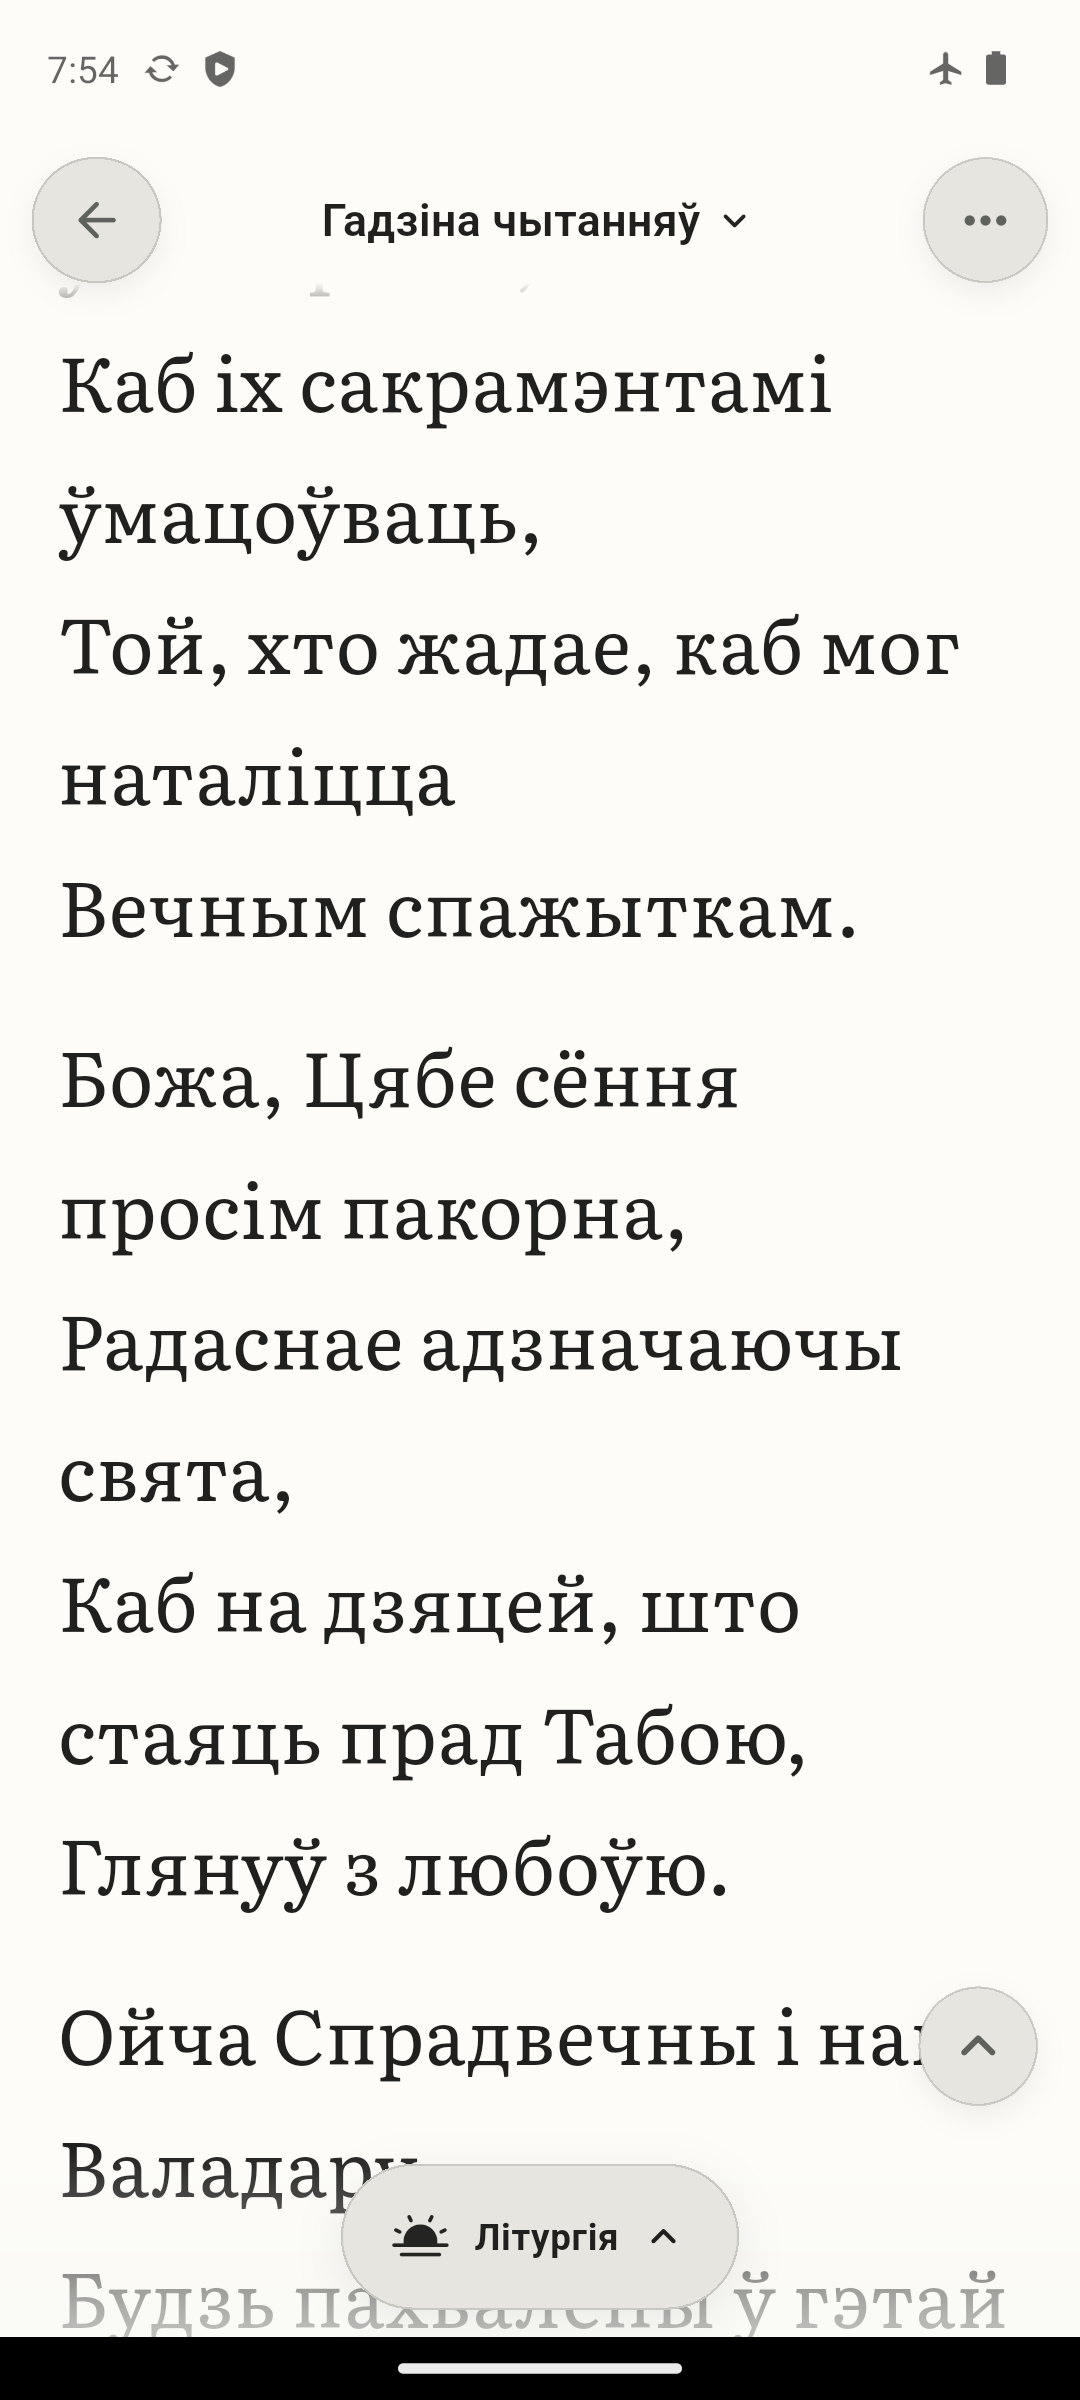 7:54
Гадзіна чытанняў
Каб іх сакрамэнтамі
ўмацоўваць,
Той, хто жадае, каб мог
наталіцца
Вечным спажыткам.
Божа, Цябе сёння
просім пакорна,
Радаснае адзначаючы
свята,
Каб на дзяцей, што
стаяць прад Табою,
Глянуў з любоўю.
Ойча Спрадвечны і
Літургія
Будзь пахвалёны ў гэтай